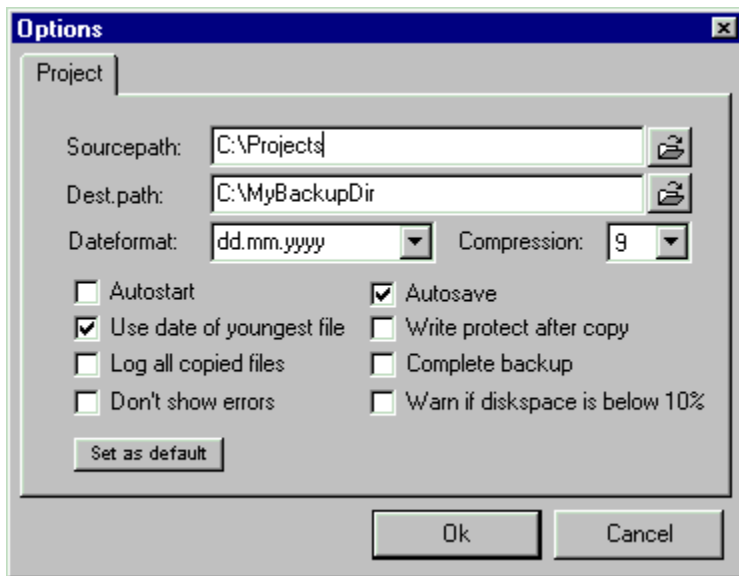 Options
Project
Sourcepath: C:\Projects
Dest.path: C:\MyBackupDir
Dateformat: dd.mm.yyyy Compression: 9
Autostart Autosave
Use date of youngest file Write protect after copy
Log all copied files Complete backup
Don't show errors Warn if diskspace is below 10%
Set as default
Ok Cancel